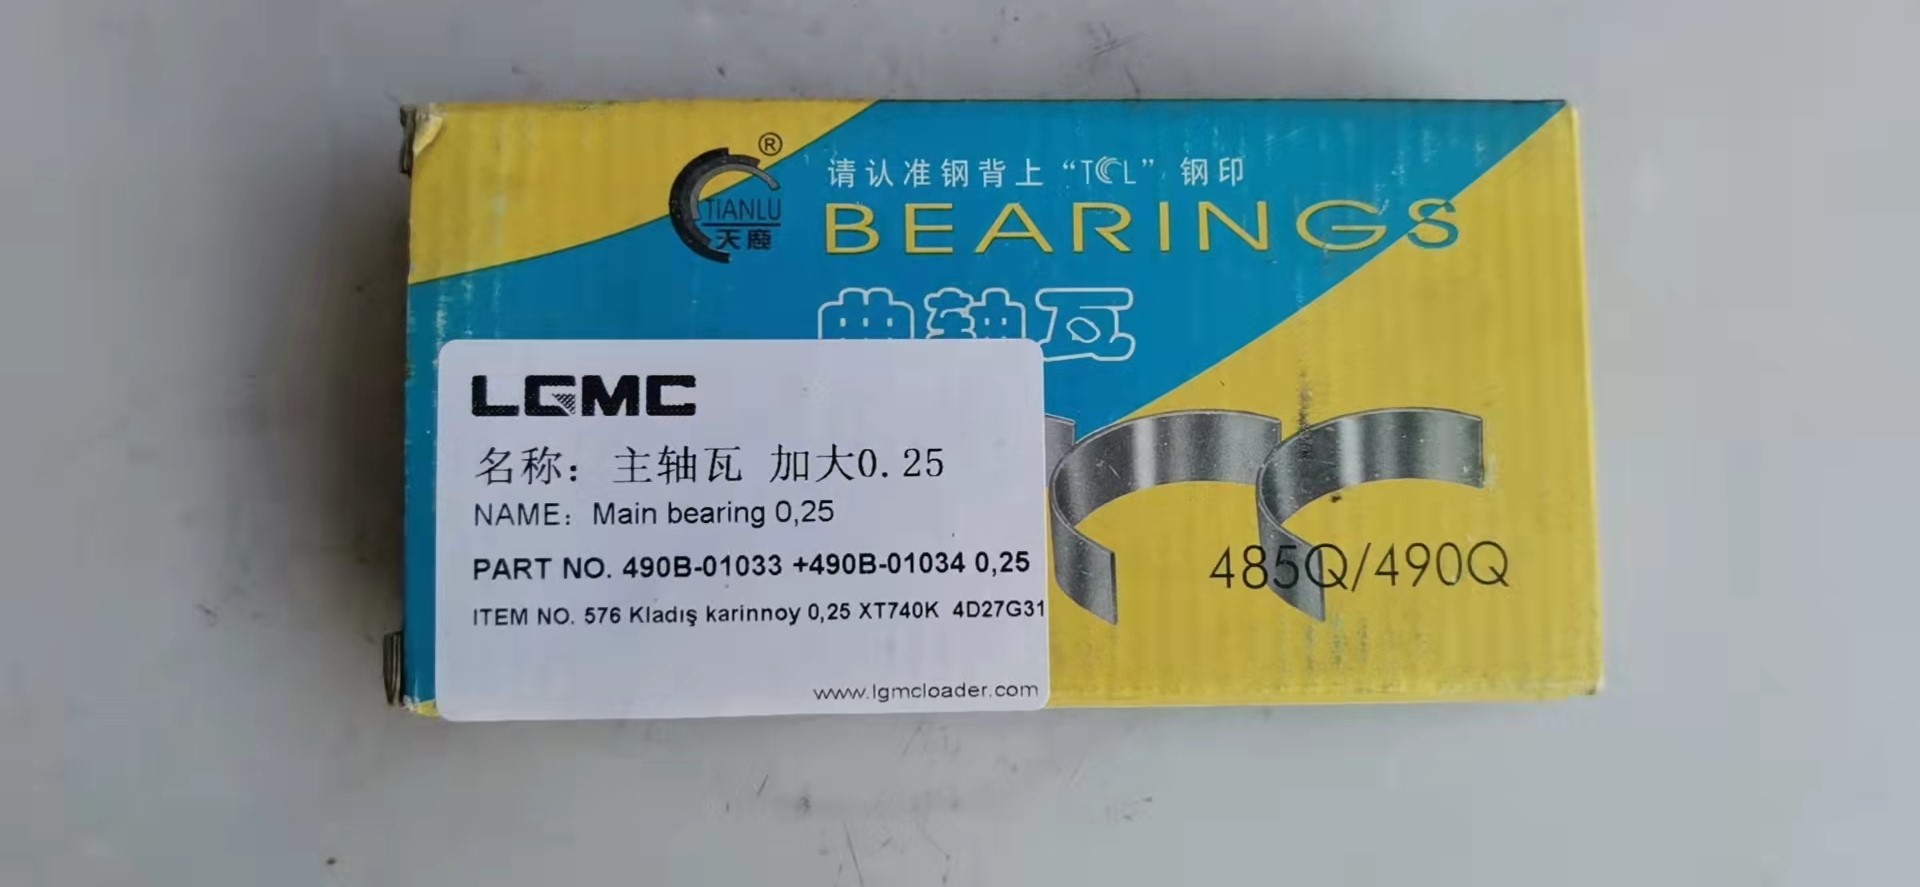 ®
TIANLU
天鹿
请认准钢背上“TCL”钢印
BEARINGS
曲轴瓦
LGMC
名称：主轴瓦 加大0.25
NAME：Main bearing 0,25
PART NO. 490B-01033 +490B-01034 0,25
ITEM NO. 576 Kladış karinnoy 0,25 XT740K 4D27G31
www.lgmcloader.com
485Q/490Q